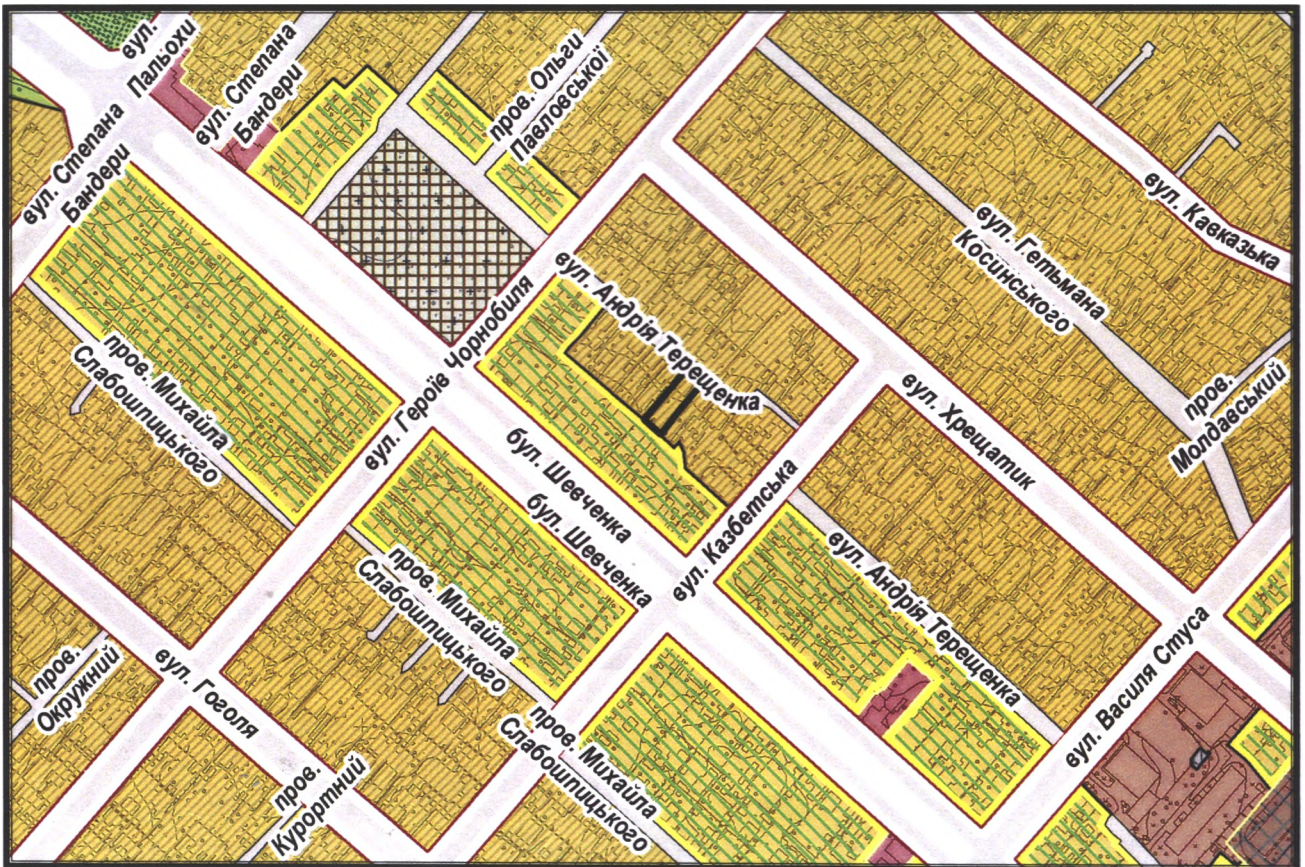 вул.
Пальохи
вул. Степана
Бандери
пров. Ольги
Павловської
вул. Степана
Бандери
вул. Кавказька
вул. Гетьмана
Косинського
вул. Андрія Терещенка
вул. Героїв Чорнобиля
пров. Михайла
Слабошпицького
вул. Хрещатик
пров.
Молдавський
бул. Шевченка
бул. Шевченка
вул. Казбетська
вул. Андрія Терещенка
пров. Михайла
Слабошпицького
вул. Василя Стуса
пров.
Окружний
вул. Гоголя
пров. Михайла
Слабошпицького
пров.
Курортний